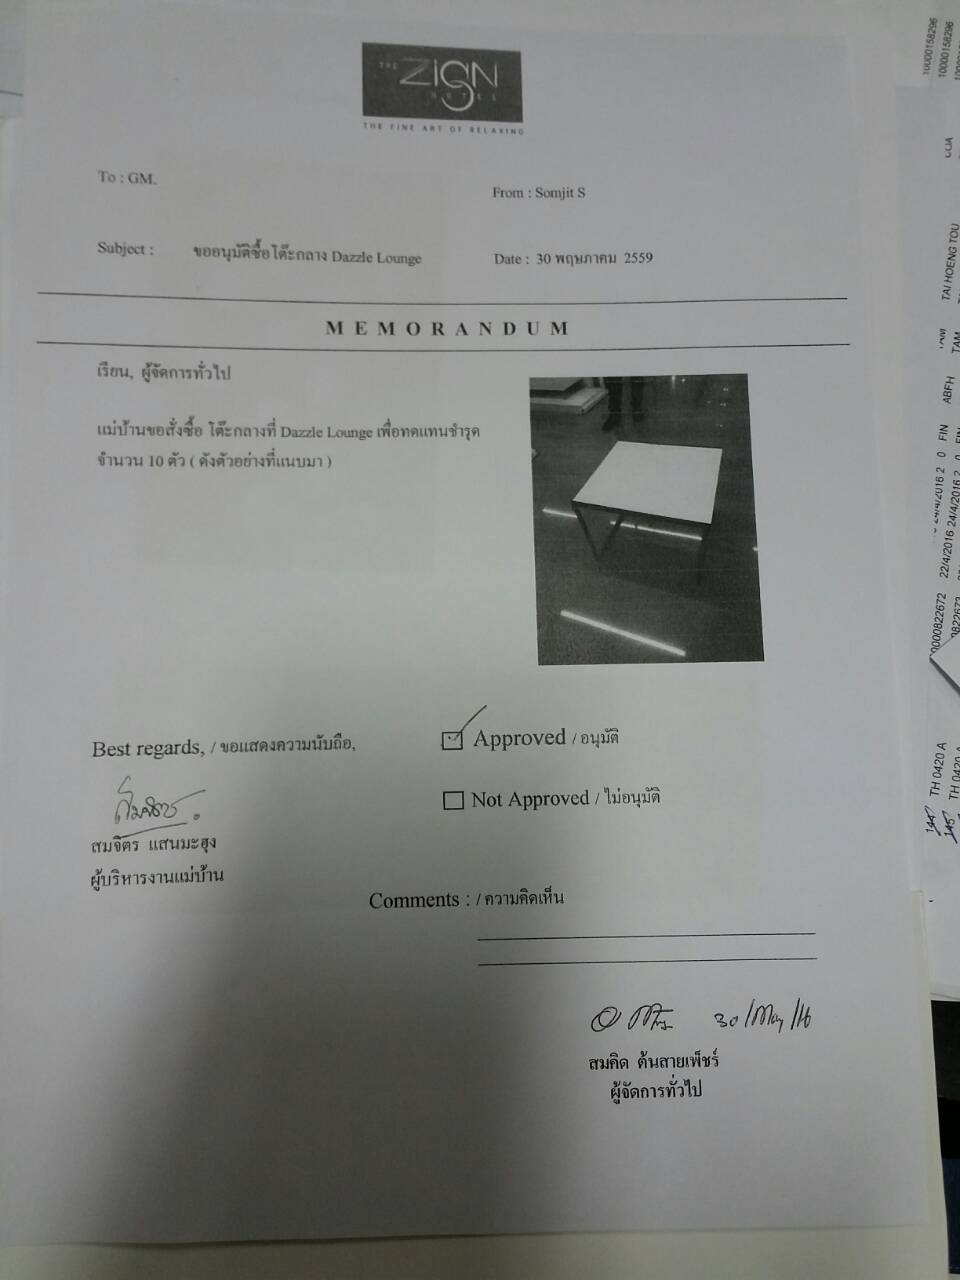 THE ZIGN
HOTEL
THE FINE ART OF RELAXING
To : GM.
From : Somjit S
Subject : ขออนุมัติซื้อโต๊ะกลาง Dazzle Lounge
Date : 30 พฤษภาคม 2559
MEMORANDUM
เรียน, ผู้จัดการทั่วไป
แม่บ้านขอสั่งซื้อ โต๊ะกลางที่ Dazzle Lounge เพื่อทดแทนชำรุด
จำนวน 10 ตัว ( ดังตัวอย่างที่แนบมา )
Best regards, / ขอแสดงความนับถือ,
Approved / อนุมัติ
Not Approved / ไม่อนุมัติ
สมจิตร
สมจิตร แสนมะฮุง
ผู้บริหารงานแม่บ้าน
Comments : / ความคิดเห็น
30/May/16
สมคิด ต้นสายเพ็ชร์
ผู้จัดการทั่วไป
10000158296
10000158296
TAI HOENG TOU
TAM
ABFH
FIN
0
22/4/2016 24/4/2016 2
0000822672
TH 0420 A
TH 0420
144
145